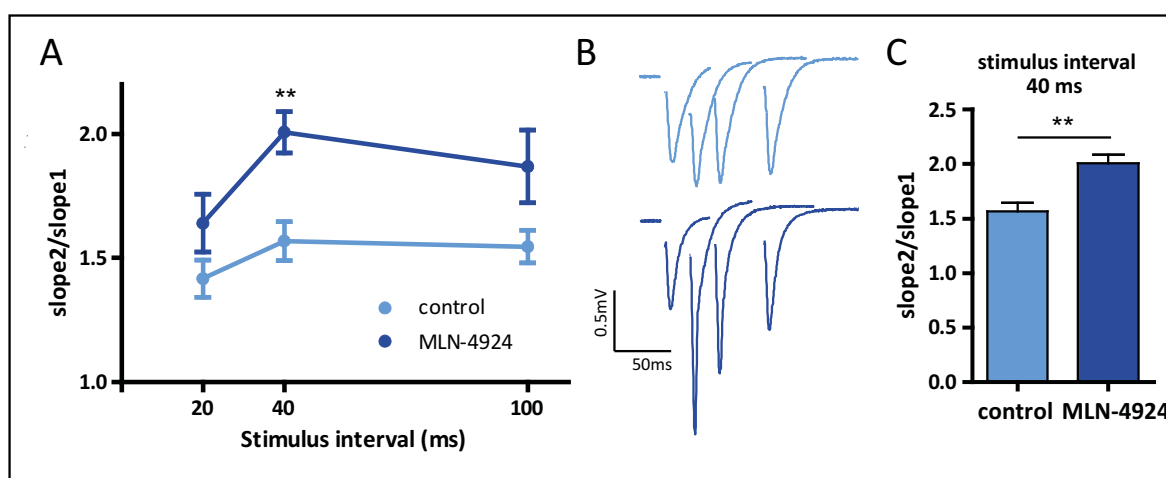 A
slope2/slope1
2.0
1.5
1.0
**
control
MLN-4924
20 40 100
Stimulus interval (ms)
B
0.5mV
50ms
C
stimulus interval
40 ms
slope2/slope1
2.5
**
2.0
1.5
1.0
0.5
0.0
control MLN-4924